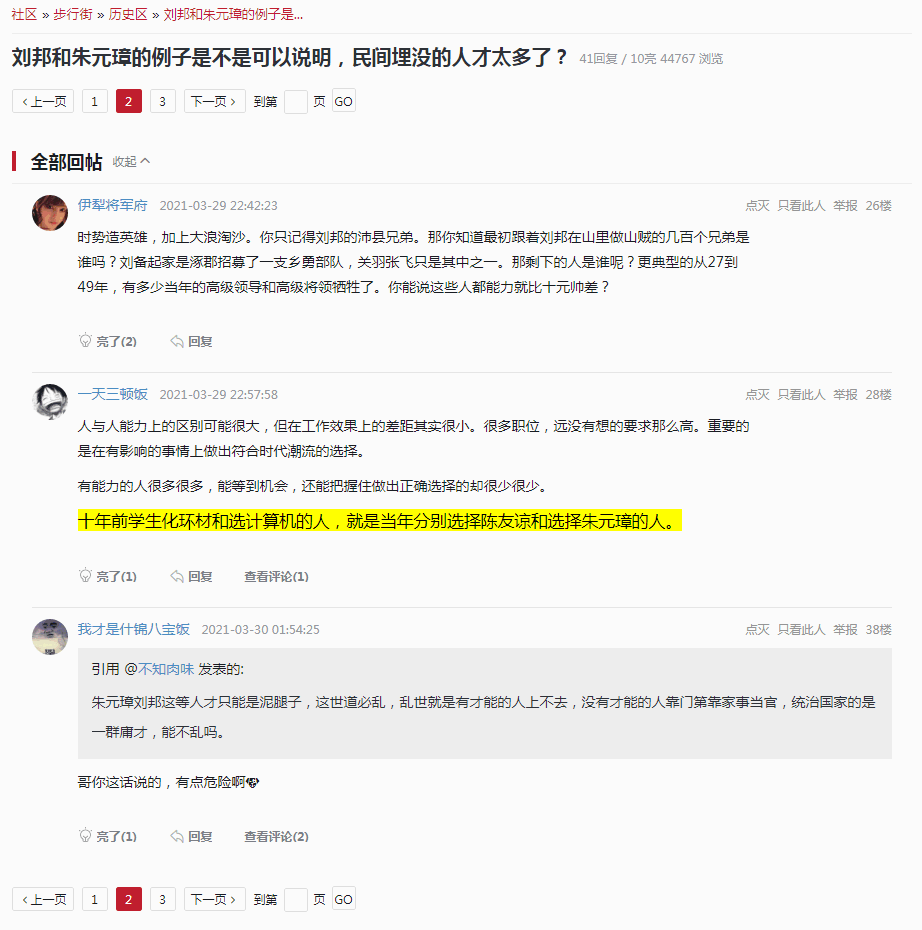 社区 » 步行街 » 历史区 » 刘邦和朱元璋的例子是...
刘邦和朱元璋的例子是不是可以说明，民间埋没的人才太多了？ 41回复 / 10亮 44760 浏览
‹ 上一页 1 2 3 下一页 › 到第 页 GO
全部回帖 收起
伊犁将军府 2021-03-29 22:42:23 点灭 只看此人 举报 26楼
时势造英雄，加上大浪淘沙。你只记得刘邦的沛县兄弟。那你知道最初跟着刘邦在山里做山贼的几百个兄弟是
谁吗？刘备起家是涿郡招募了一支乡勇部队，关羽张飞只是其中之一。那剩下的人是谁呢？更典型的从27到
49年，有多少当年的高级领导和高级将领牺牲了。你能说这些人都能力就比十元帅差？
亮了(2) 回复
一天三顿饭 2021-03-29 22:57:58 点灭 只看此人 举报 28楼
人与人能力上的区别可能很大，但在工作效果上的差距其实很小。很多职位，远没有想的要求那么高。重要的
是在有影响的事情上做出符合时代潮流的选择。
有能力的人很多很多，能等到机会，还能把握住做出正确选择的却很少很少。
十年前学生化环材和选计算机的人，就是当年分别选择陈友谅和选择朱元璋的人。
亮了(1) 回复 查看评论(1)
我才是什锦八宝饭 2021-03-30 01:54:25 点灭 只看此人 举报 38楼
引用 @不知肉味 发表的:
朱元璋刘邦这等人才只能是泥腿子，这世道必乱，乱世就是有才能的人上不去，没有才能的人靠门第靠家事当官，统治国家的是
一群庸才，能不乱吗。
哥你这话说的，有点危险啊
亮了(1) 回复 查看评论(2)
‹ 上一页 1 2 3 下一页 › 到第 页 GO